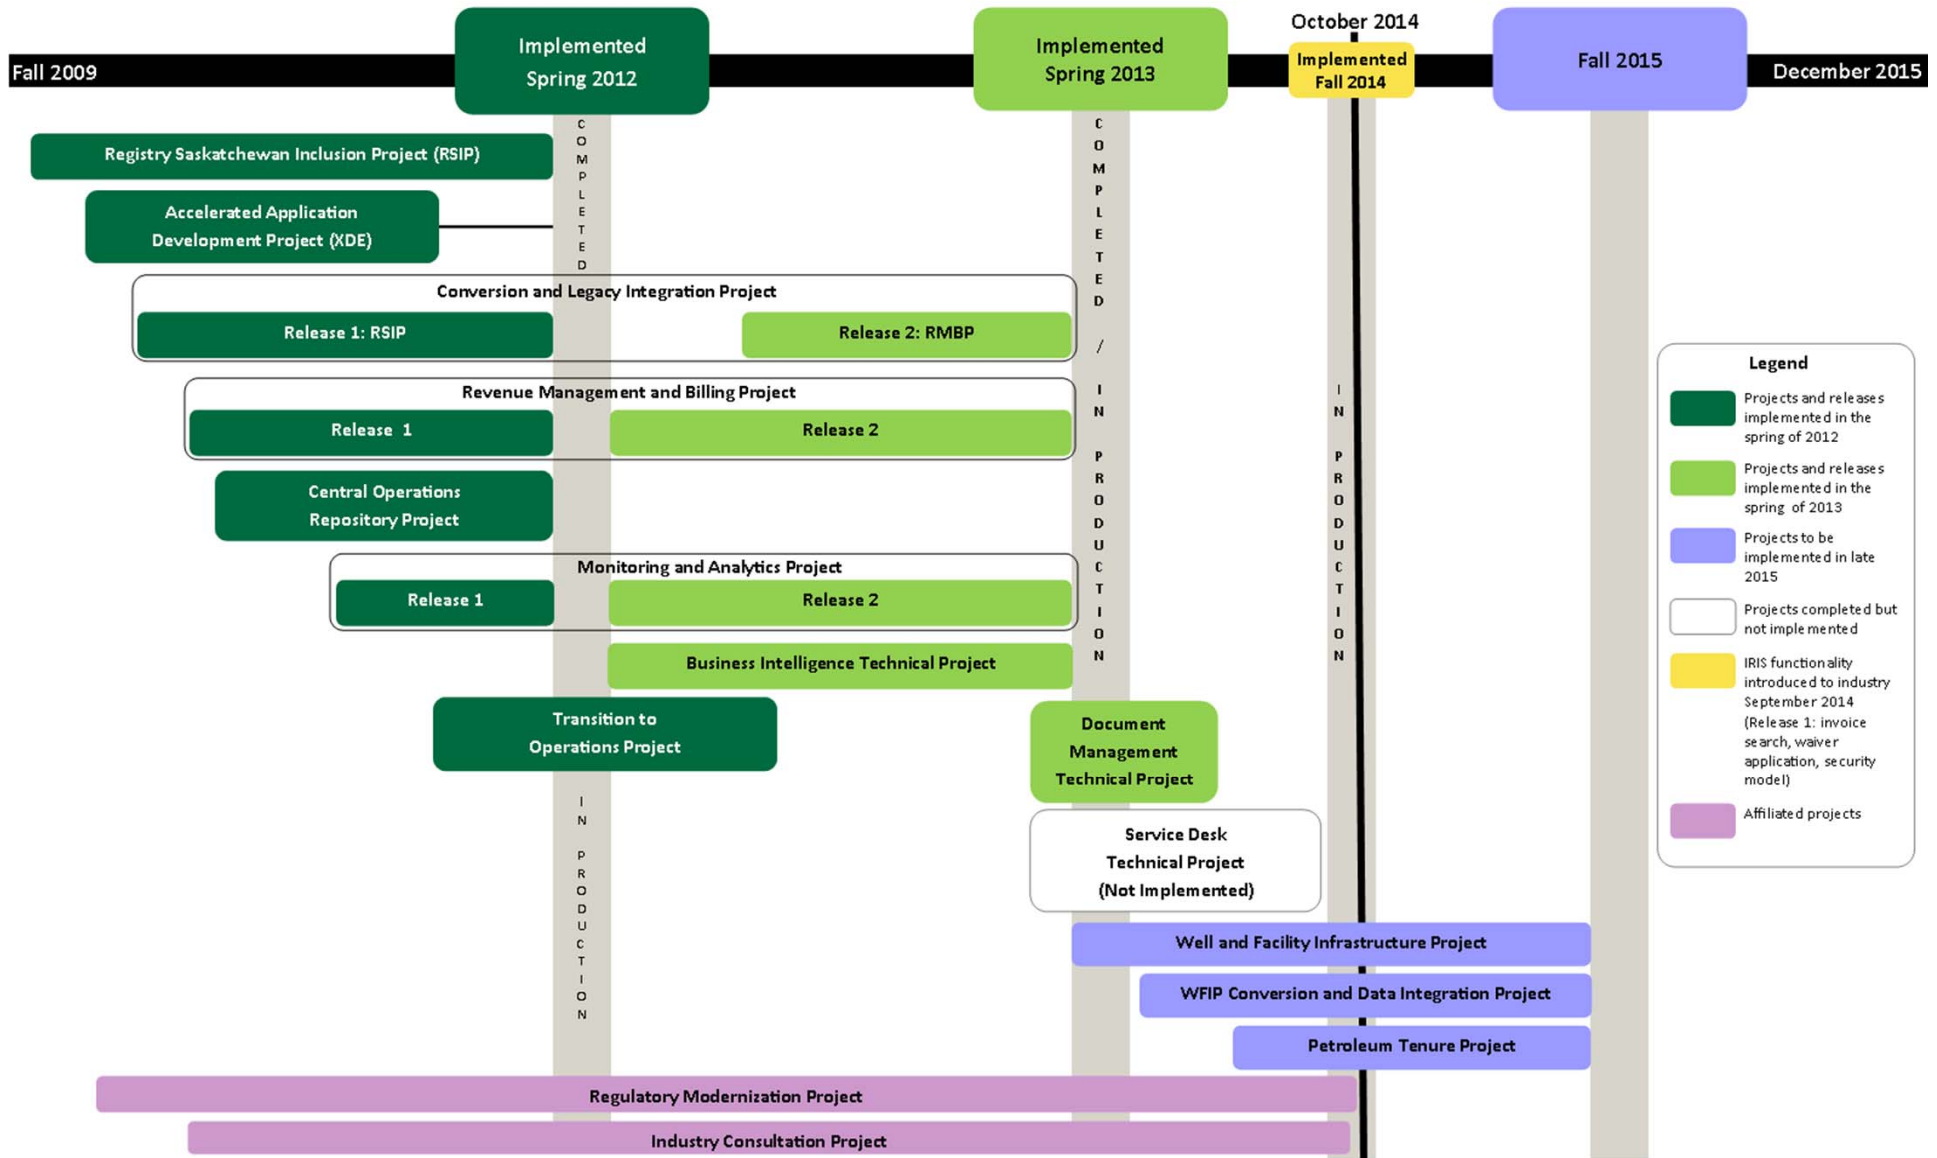 October 2014
Fall 2009
Implemented
Spring 2012
Implemented
Spring 2013
Implemented
Fall 2014
Fall 2015
December 2015
COMPLETED
IN PRODUCTION
COMPLETED / IN PRODUCTION
IN PRODUCTION
Registry Saskatchewan Inclusion Project (RSIP)
Accelerated Application
Development Project (XDE)
Conversion and Legacy Integration Project
Release 1: RSIP
Release 2: RMBP
Revenue Management and Billing Project
Release 1
Release 2
Central Operations
Repository Project
Monitoring and Analytics Project
Release 1
Release 2
Business Intelligence Technical Project
Transition to
Operations Project
Document
Management
Technical Project
Service Desk
Technical Project
(Not Implemented)
Well and Facility Infrastructure Project
WFIP Conversion and Data Integration Project
Petroleum Tenure Project
Regulatory Modernization Project
Industry Consultation Project
Legend
Projects and releases
implemented in the
spring of 2012
Projects and releases
implemented in the
spring of 2013
Projects to be
implemented in late
2015
Projects completed but
not implemented
IRIS functionality
introduced to industry
September 2014
(Release 1: invoice
search, waiver
application, security
model)
Affiliated projects